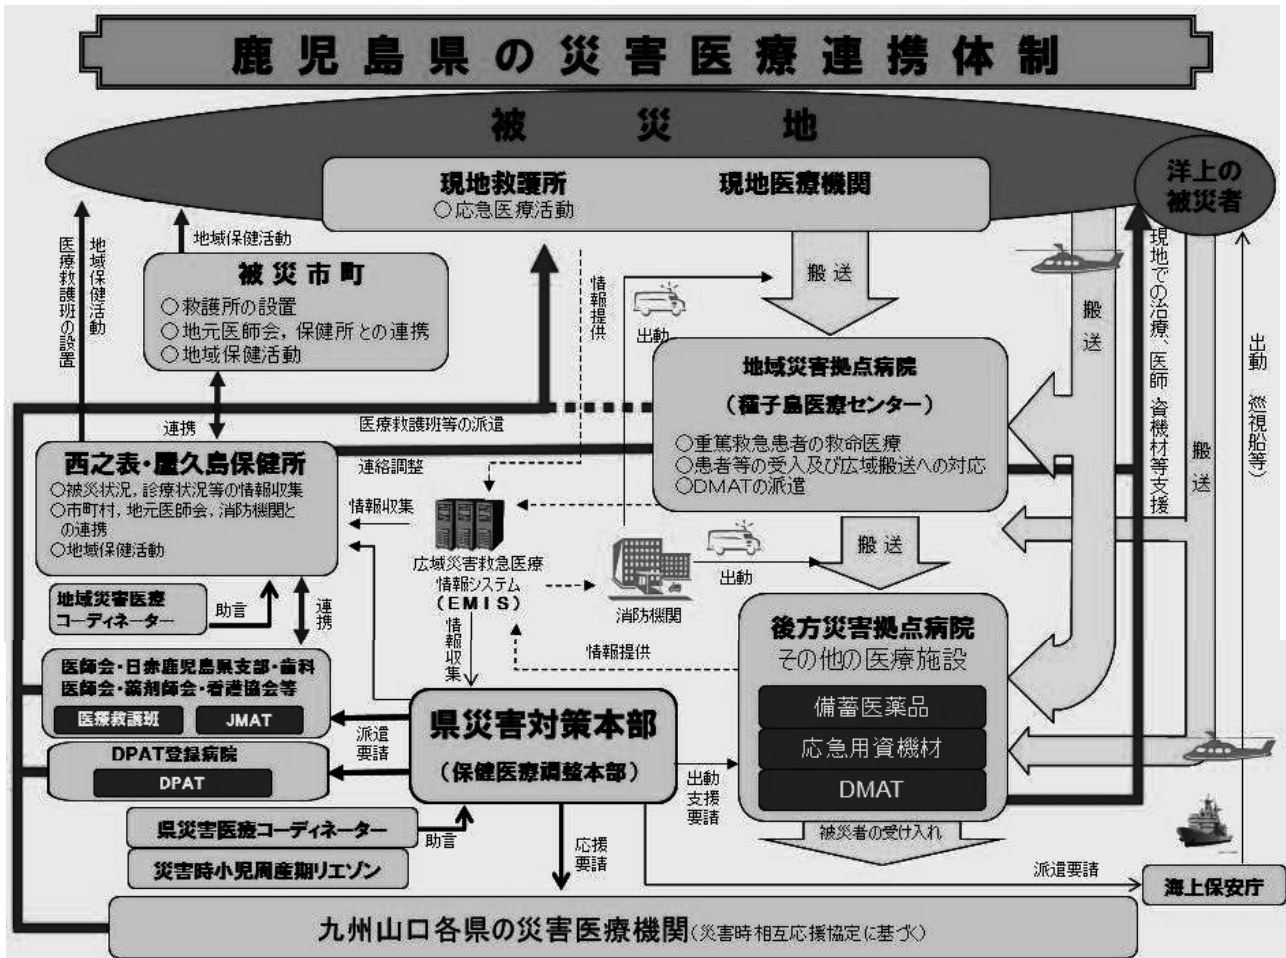 鹿児島県の災害医療連携体制
被災地
洋上の
被災者
現地救護所
○応急医療活動
現地医療機関
医療救護班の設置
地域保健活動
地域保健活動
被災市町
○救護所の設置
○地元医師会，保健所との連携
○地域保健活動
情報提供
出動
搬送
搬送
現地での治療、医師 資機材等支援
搬送
出動（巡視船等）
地域災害拠点病院
（種子島医療センター）
○重篤救急患者の救命医療
○患者等の受入及び広域搬送への対応
○DMATの派遣
連携
医療救護班等の派遣
連絡調整
西之表・屋久島保健所
○被災状況，診療状況等の情報収集
○市町村，地元医師会，消防機関と
の連携
○地域保健活動
情報収集
広域災害救急医療
情報システム
（EMIS）
消防機関
出動
搬送
地域災害医療
コーディネーター
助言
連携
情報収集
情報提供
後方災害拠点病院
その他の医療施設
備蓄医薬品
応急用資機材
DMAT
被災者の受け入れ
医師会・日赤鹿児島県支部・歯科
医師会・薬剤師会・看護協会等
医療救護班
JMAT
DPAT登録病院
DPAT
派遣
要請
県災害対策本部
（保健医療調整本部）
出動
支援
要請
県災害医療コーディネーター
災害時小児周産期リエゾン
助言
応援
要請
派遣要請
海上保安庁
九州山口各県の災害医療機関（災害時相互応援協定に基づく）